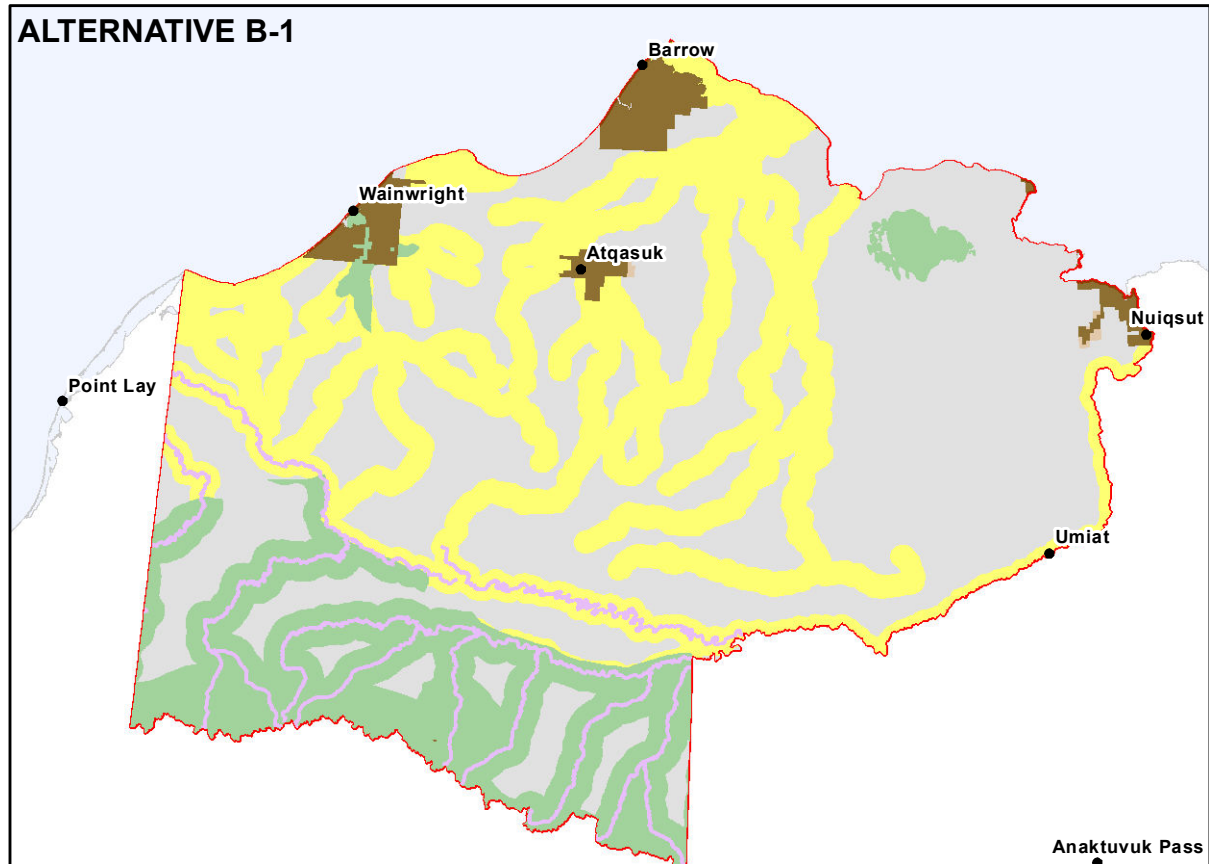 ALTERNATIVE B-1
Barrow
Wainwright
Atqasuk
Nuiqsut
Point Lay
Umiat
Anaktuvuk Pass